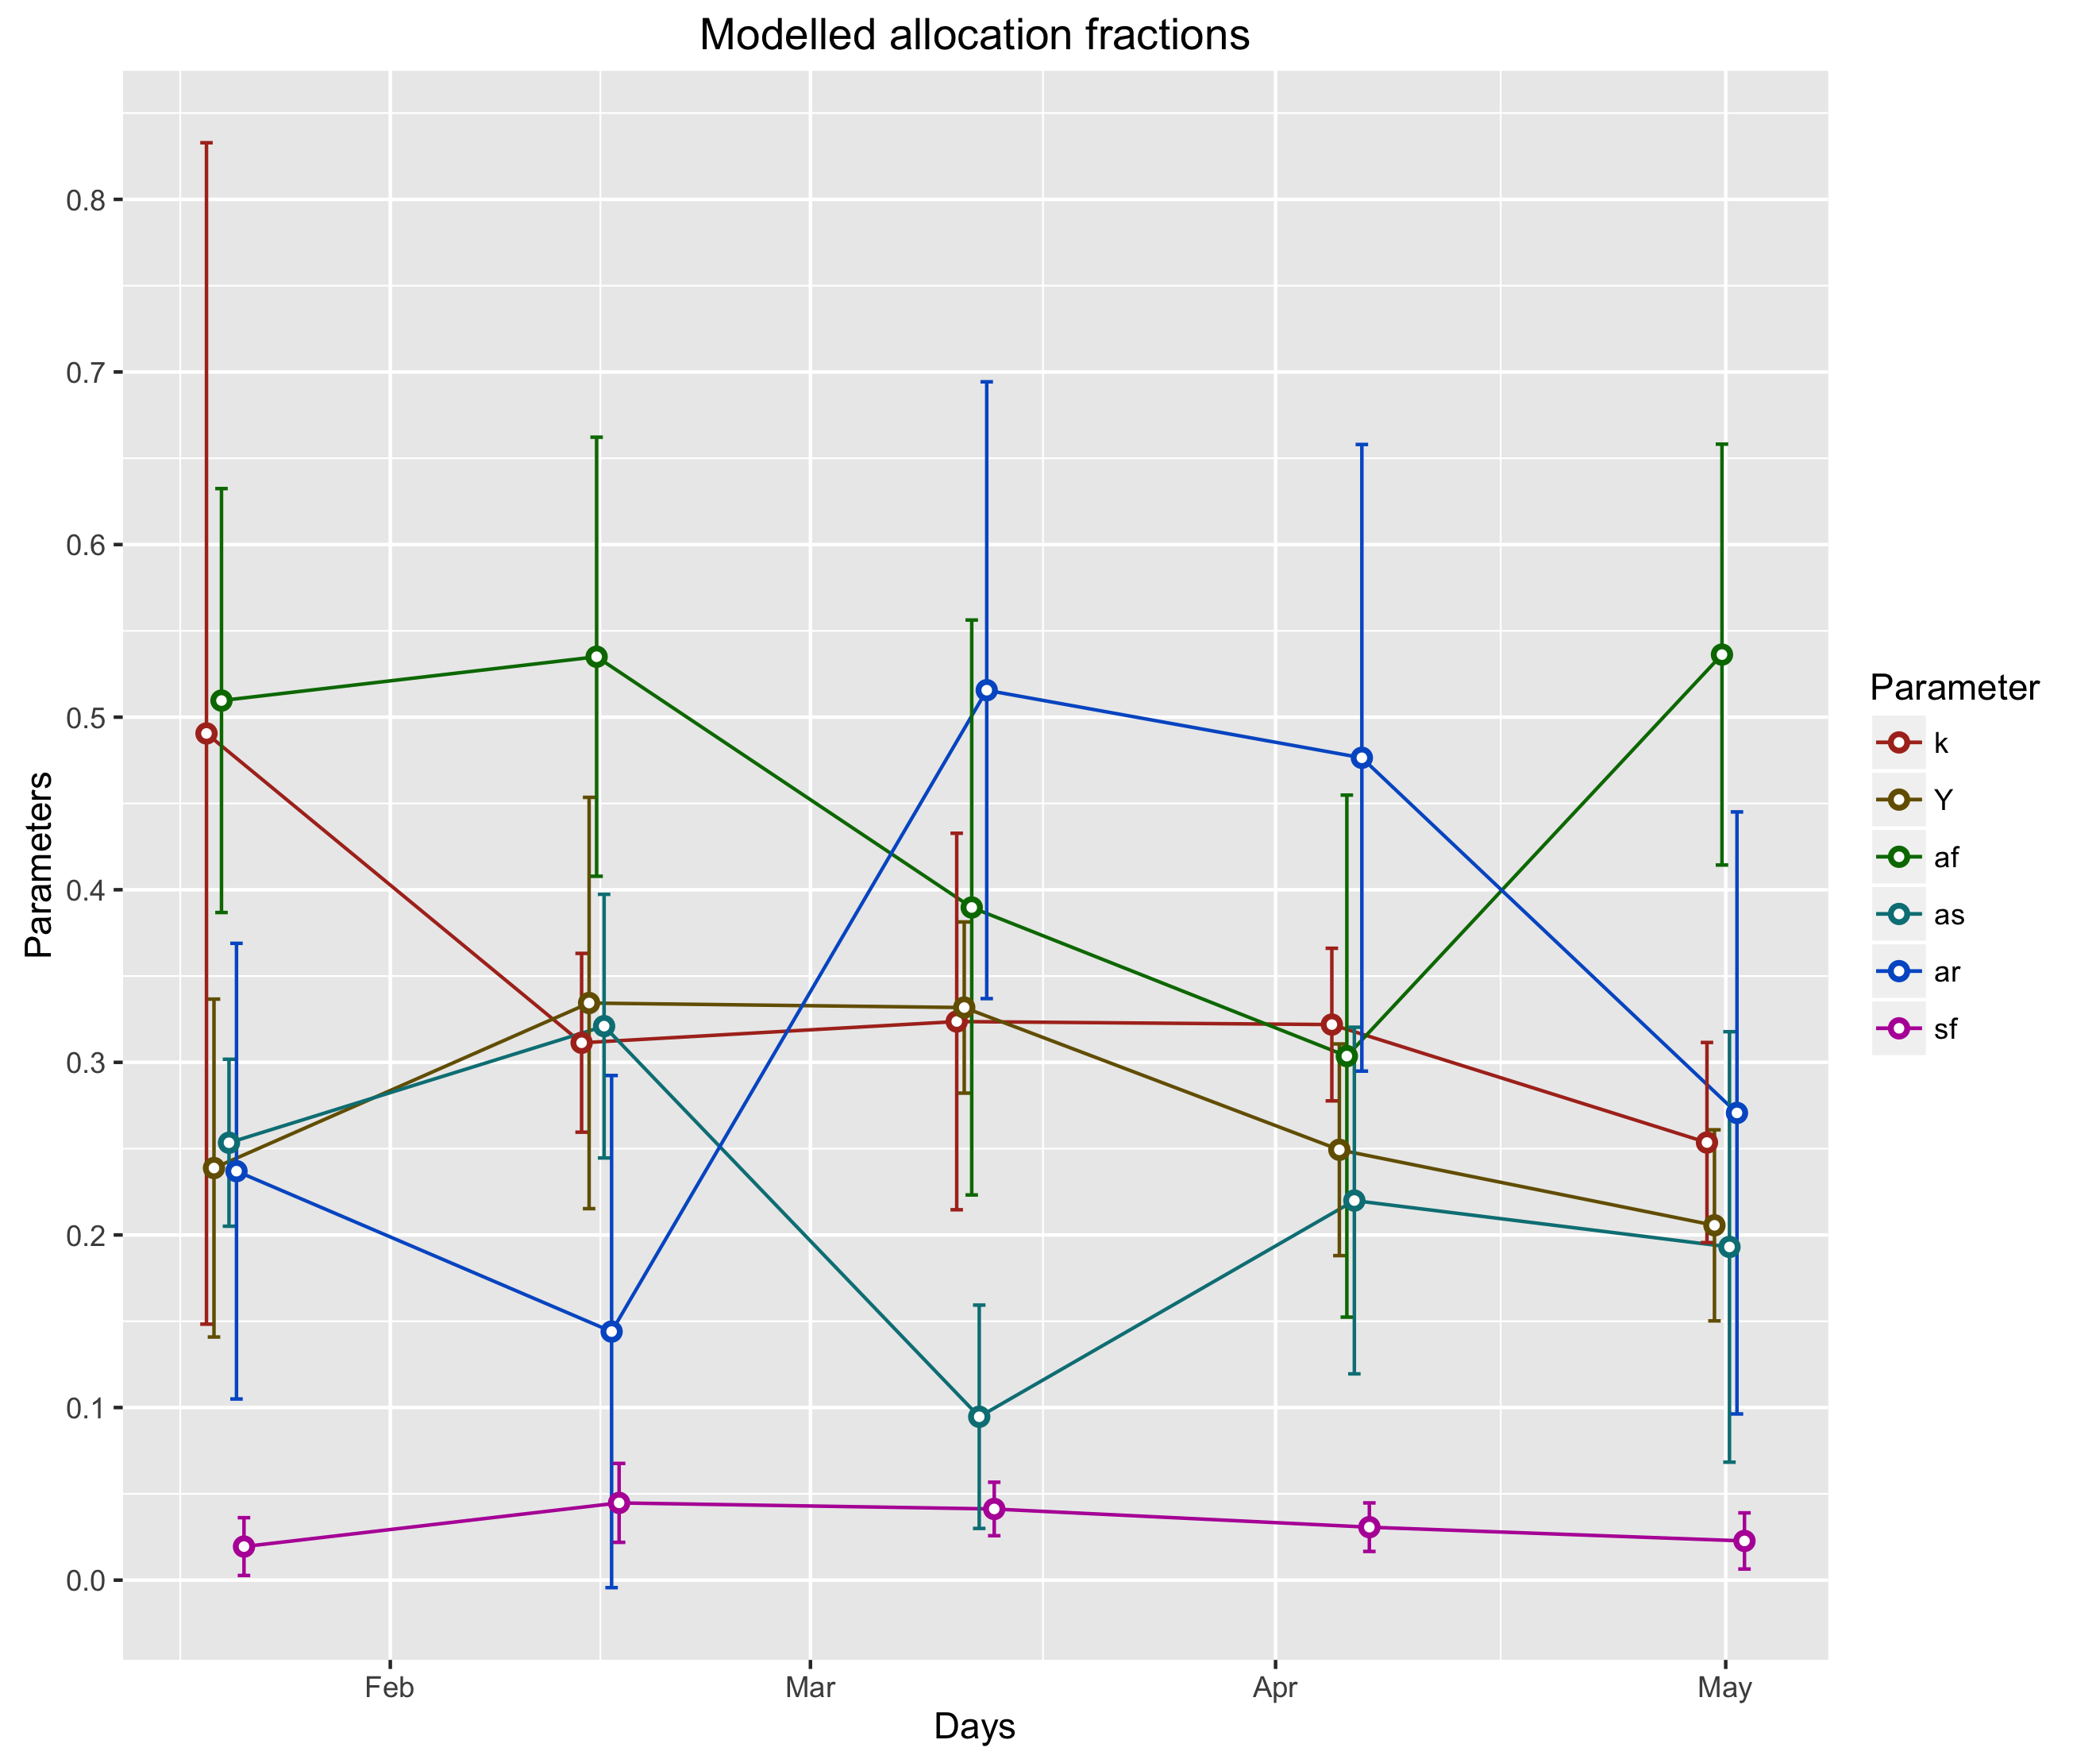 Modelled allocation fractions
Parameters
0.8
0.7
0.6
0.5
0.4
0.3
0.2
0.1
0.0
Feb Mar Apr May
Days
Parameter
k
Y
af
as
ar
sf